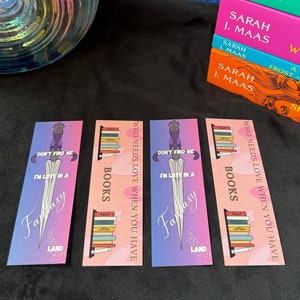 SARAH
J. MAAS
SARAH
J. MAAS
A
FROST
SARAH
J. MAAS
DON'T FIND ME
I'M LOST IN A
Fantasy
LAND
WHO NEEDS LOVE WHEN YOU HAVE
BOOKS
DON'T FIND ME
I'M LOST IN A
Fantasy
LAND
WHO NEEDS LOVE WHEN YOU HAVE
BOOKS